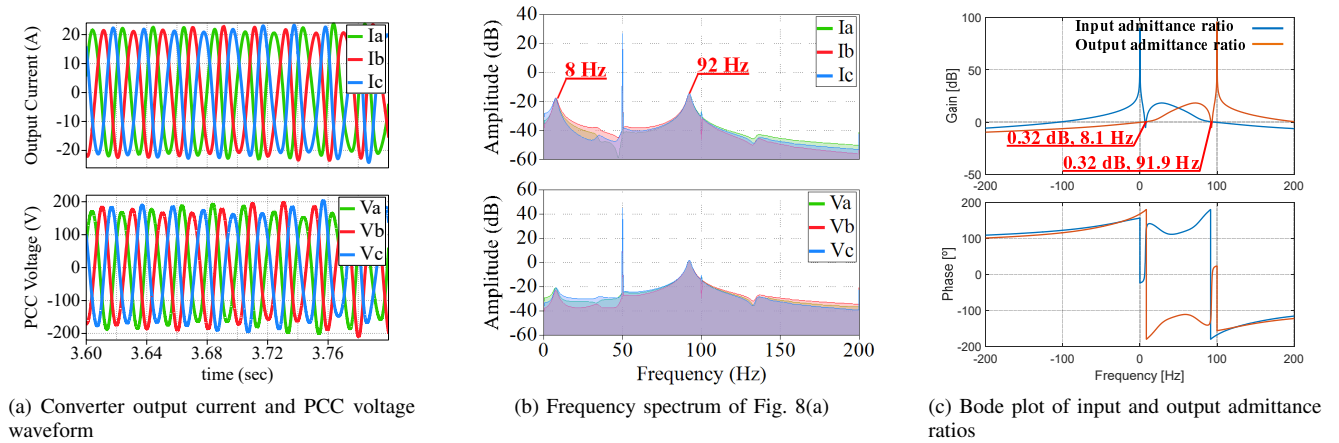 Output Current (A)
20
10
0
-10
-20
Ia
Ib
Ic
PCC Voltage (V)
200
100
0
-100
-200
Va
Vb
Vc
3.60
3.64
3.68
3.72
3.76
time (sec)
(a) Converter output current and PCC voltage
waveform
Amplitude (dB)
40
20
0
-20
-40
-60
8 Hz
92 Hz
Ia
Ib
Ic
Amplitude (dB)
60
40
20
0
-20
-40
-60
Va
Vb
Vc
0
50
100
150
200
Frequency (Hz)
(b) Frequency spectrum of Fig. 8(a)
Gain [dB]
100
50
0
-50
Input admittance ratio
Output admittance ratio
0.32 dB, 8.1 Hz
0.32 dB, 91.9 Hz
-200
-100
0
100
200
Phase [º]
200
100
0
-100
-200
-200
-100
0
100
200
Frequency [Hz]
(c) Bode plot of input and output admittance
ratios